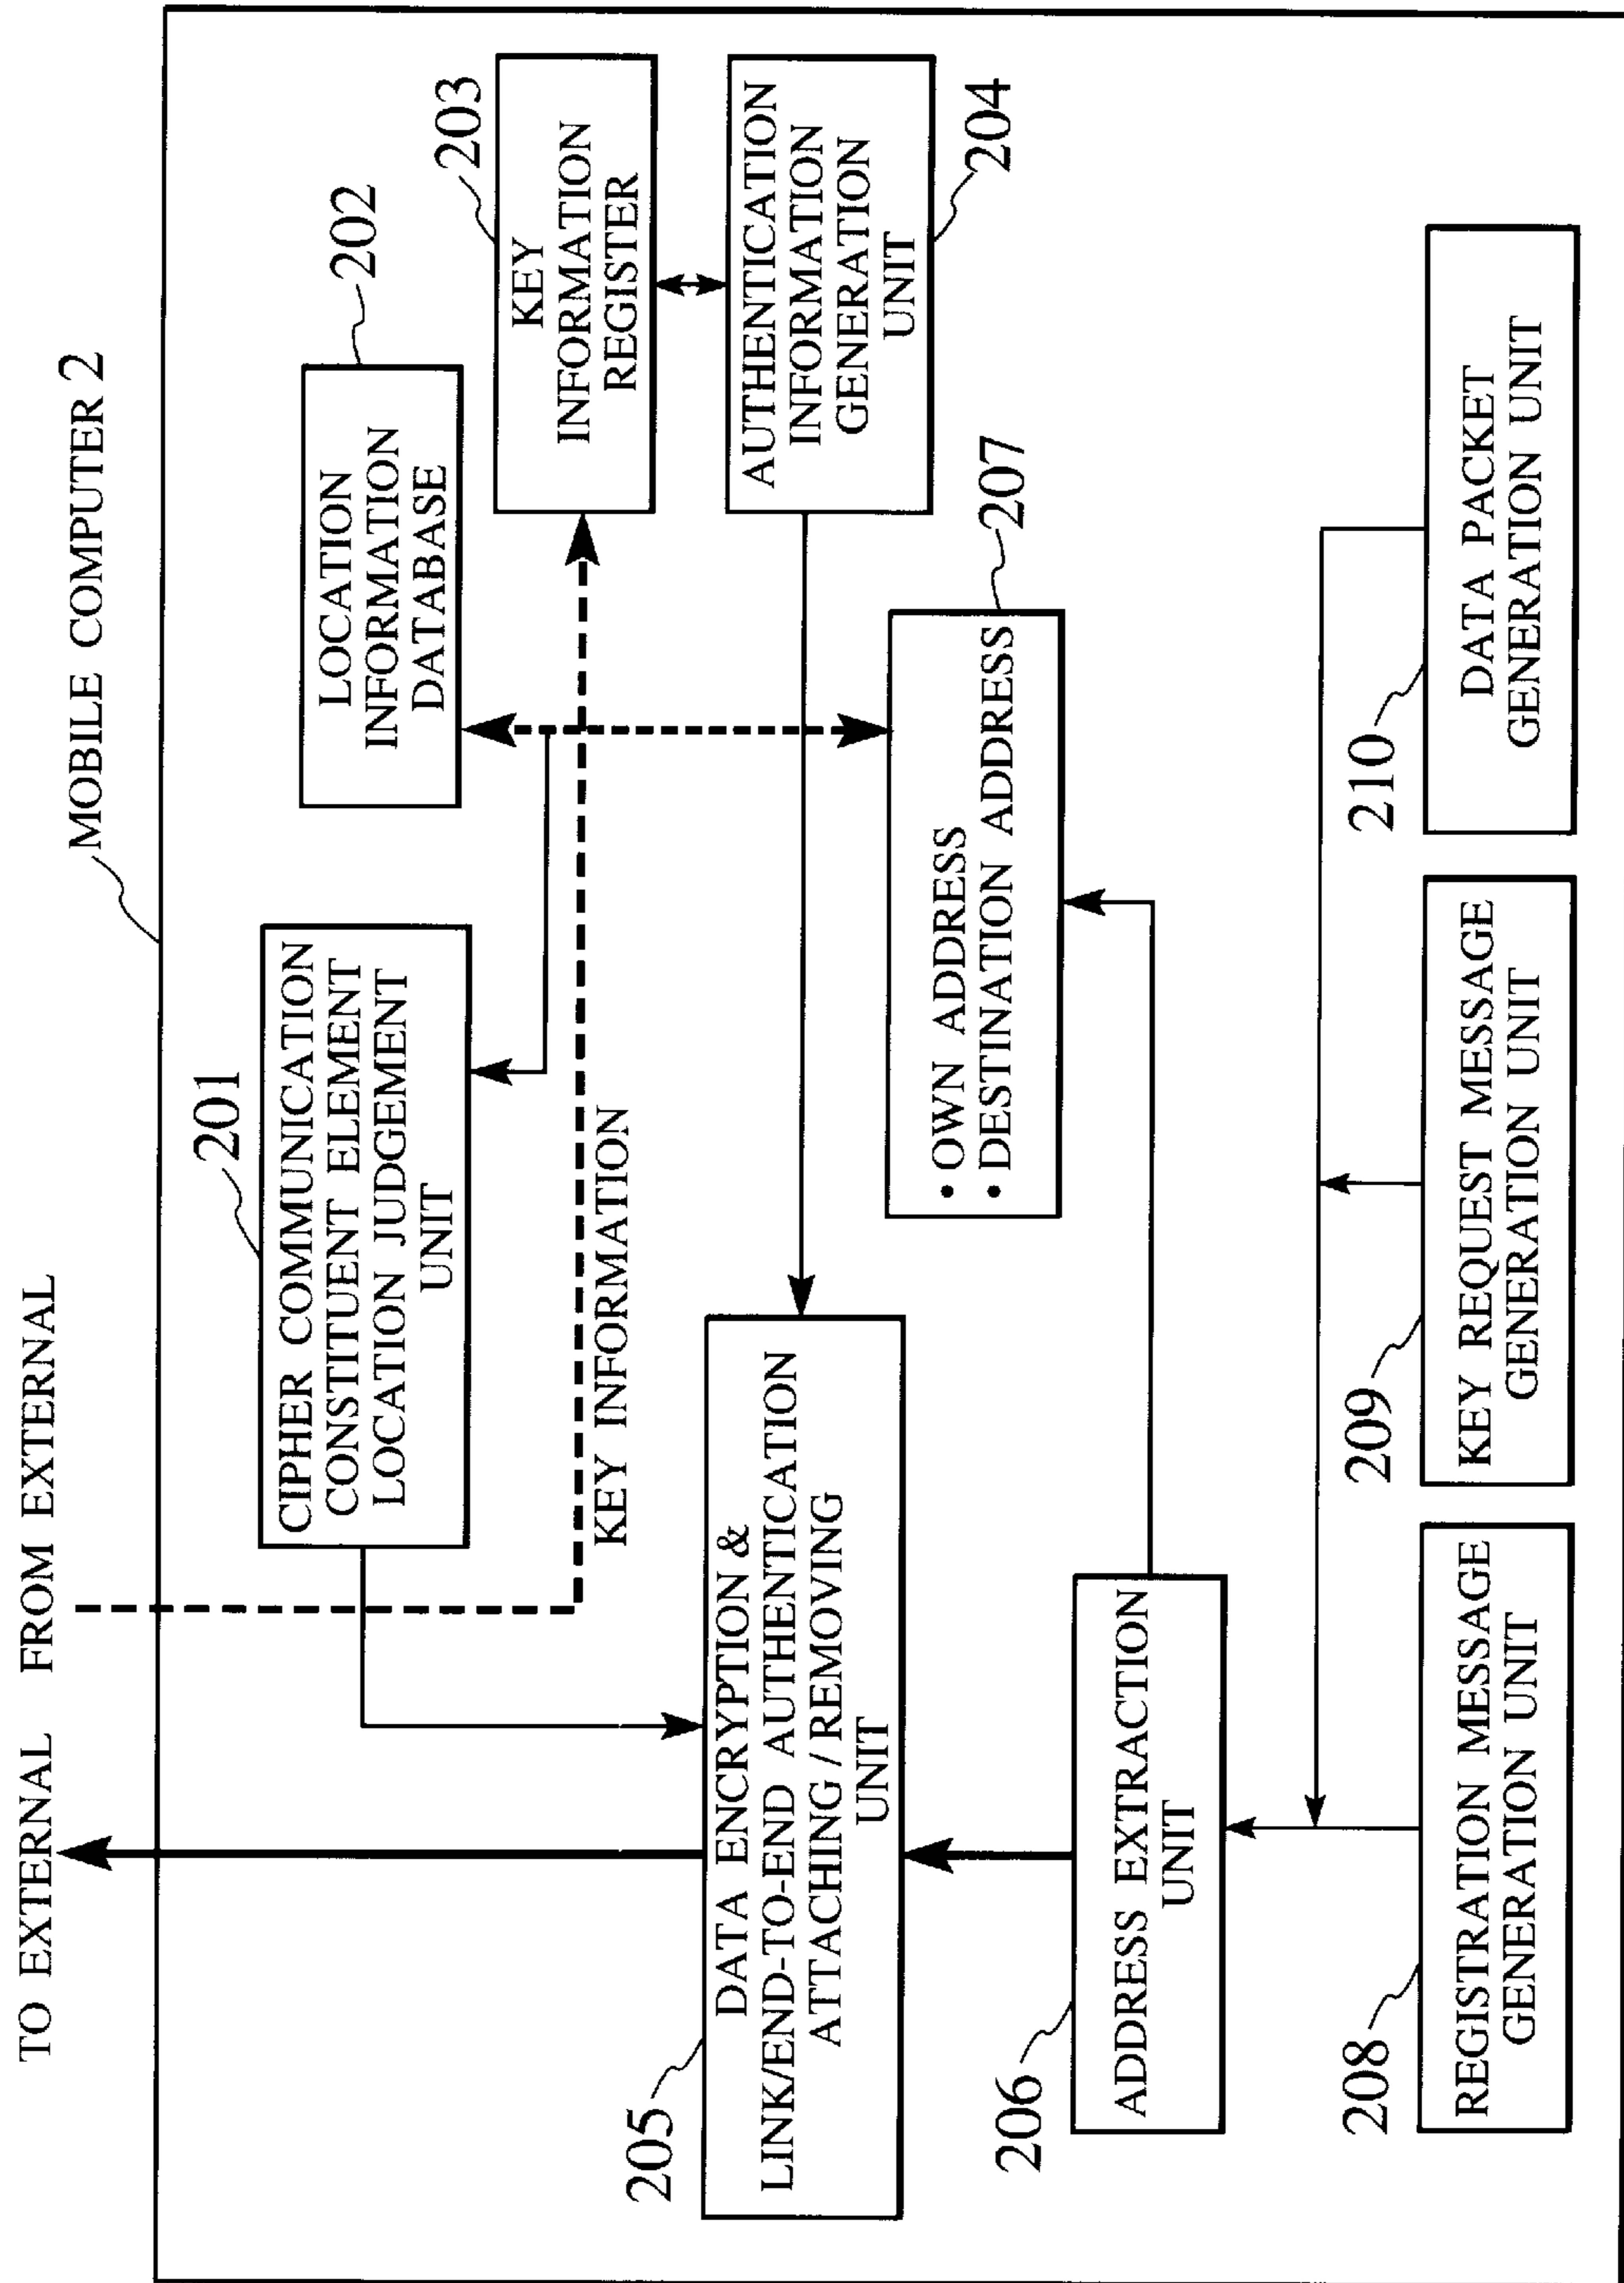 MOBILE COMPUTER 2
TO EXTERNAL
FROM EXTERNAL
201
CIPHER COMMUNICATION
CONSTITUENT ELEMENT
LOCATION JUDGEMENT
UNIT
202
LOCATION
INFORMATION
DATABASE
203
KEY
INFORMATION
REGISTER
KEY INFORMATION
204
AUTHENTICATION
INFORMATION
GENERATION
UNIT
205
DATA ENCRYPTION &
LINK/END-TO-END AUTHENTICATION
ATTACHING / REMOVING
UNIT
207
• OWN ADDRESS
• DESTINATION ADDRESS
206
ADDRESS EXTRACTION
UNIT
208
REGISTRATION MESSAGE
GENERATION UNIT
209
KEY REQUEST MESSAGE
GENERATION UNIT
210
DATA PACKET
GENERATION UNIT